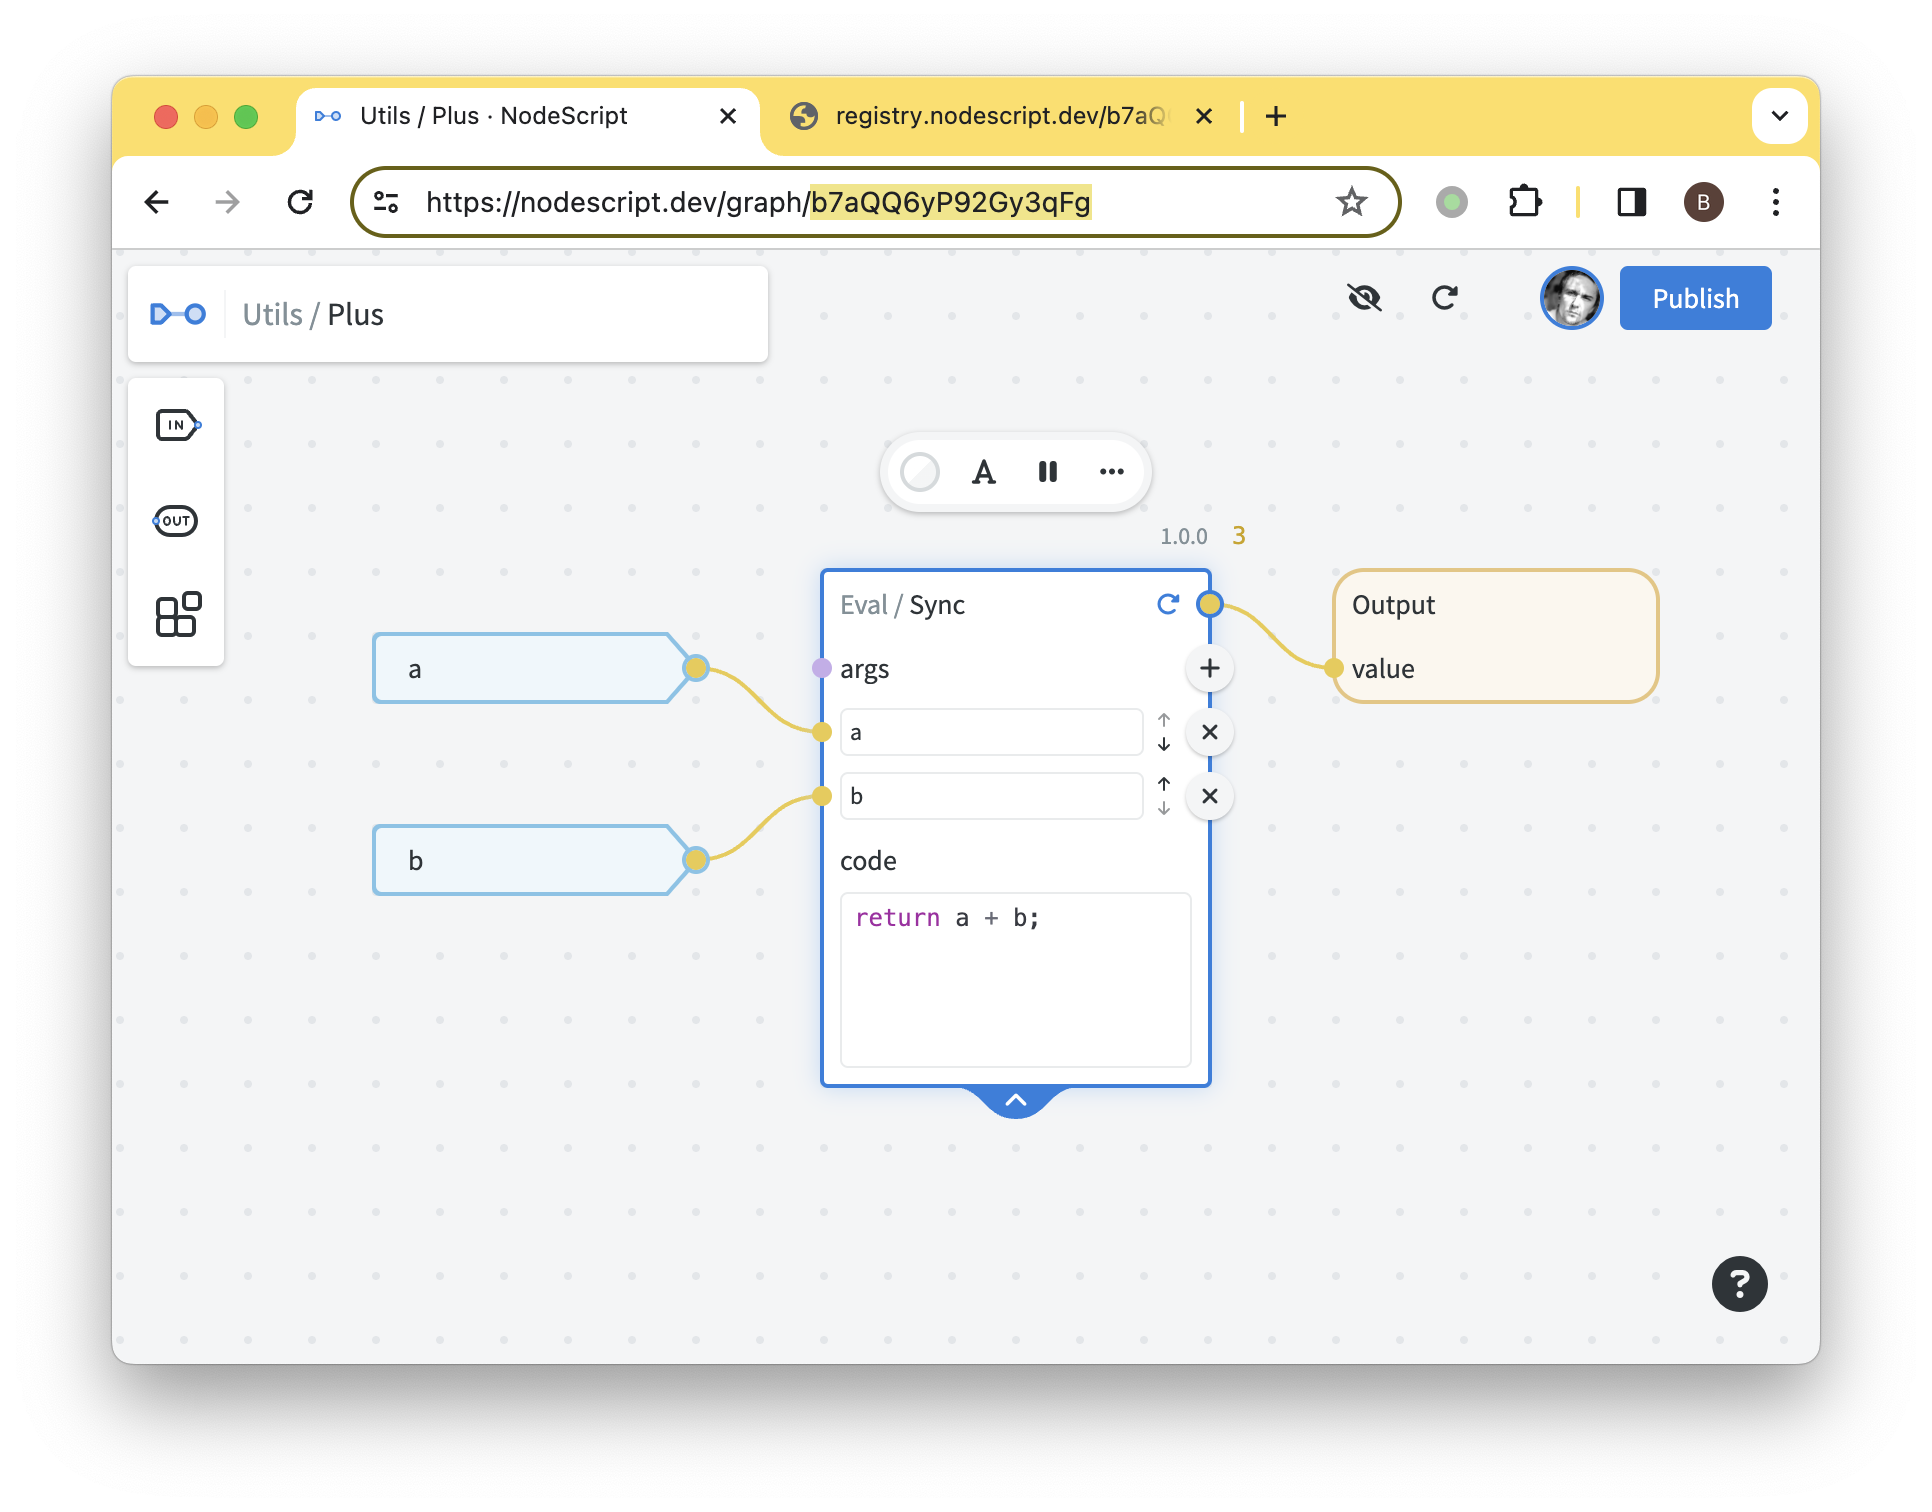 Utils / Plus · NodeScript
registry.nodescript.dev/b7aQ
https://nodescript.dev/graph/b7aQQ6yP92Gy3qFg
B
Utils / Plus
Publish
IN
A
OUT
1.0.0 3
Eval / Sync
Output
a
args
value
a
b
b
code
return a + b;
?